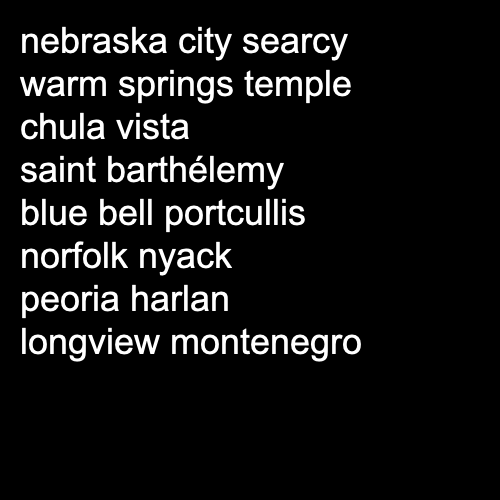 nebraska city searcy
warm springs temple
chula vista
saint barthélemy
blue bell portcullis
norfolk nyack
peoria harlan
longview montenegro